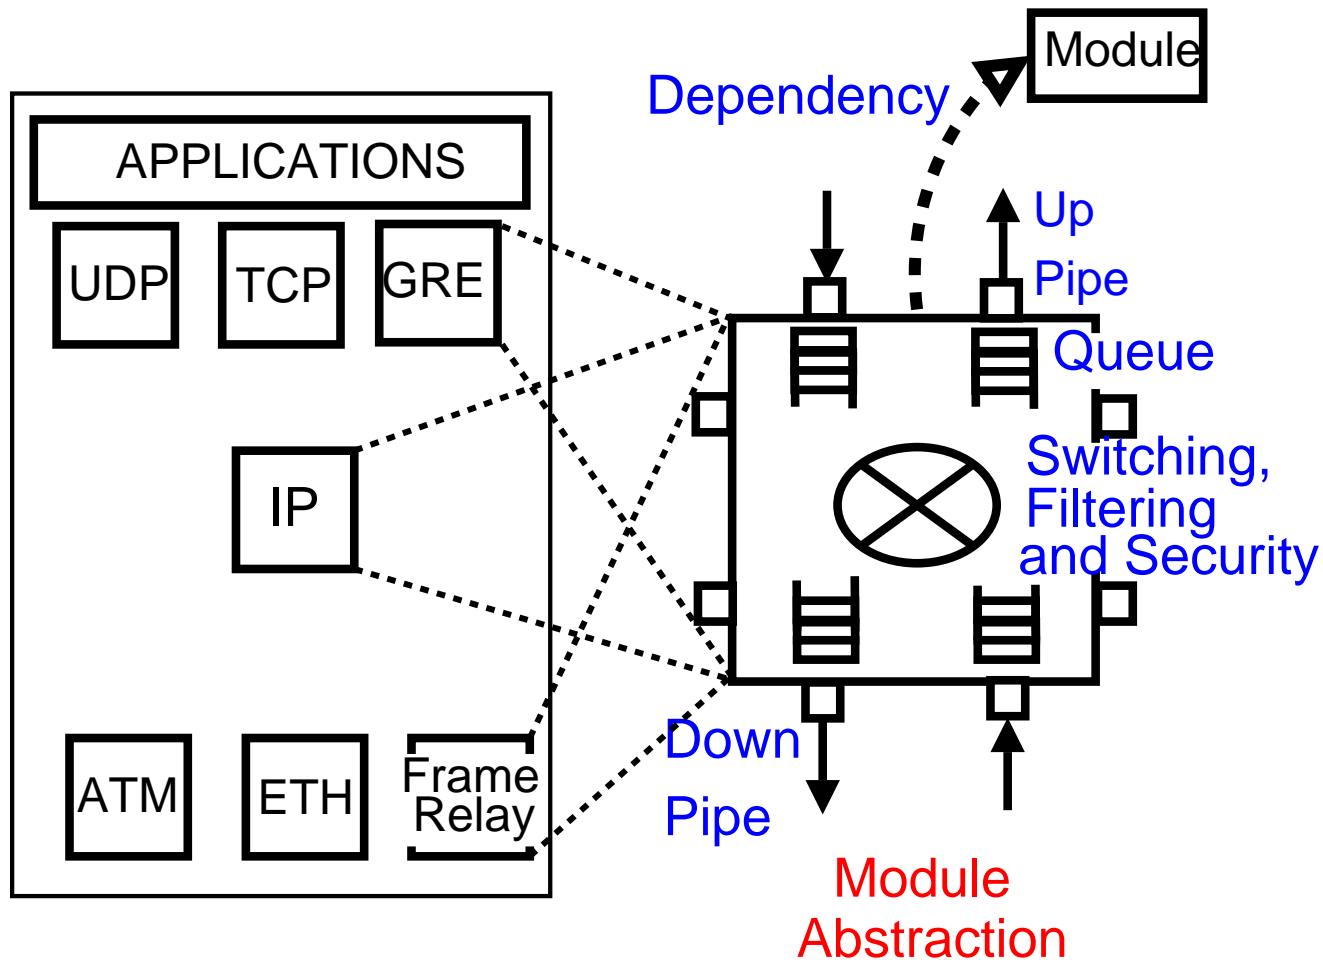 Module
Dependency
APPLICATIONS
UDP
TCP
GRE
Up
Pipe
Queue
IP
Switching,
Filtering
and Security
Down
Pipe
ATM
ETH
Frame
Relay
Module
Abstraction